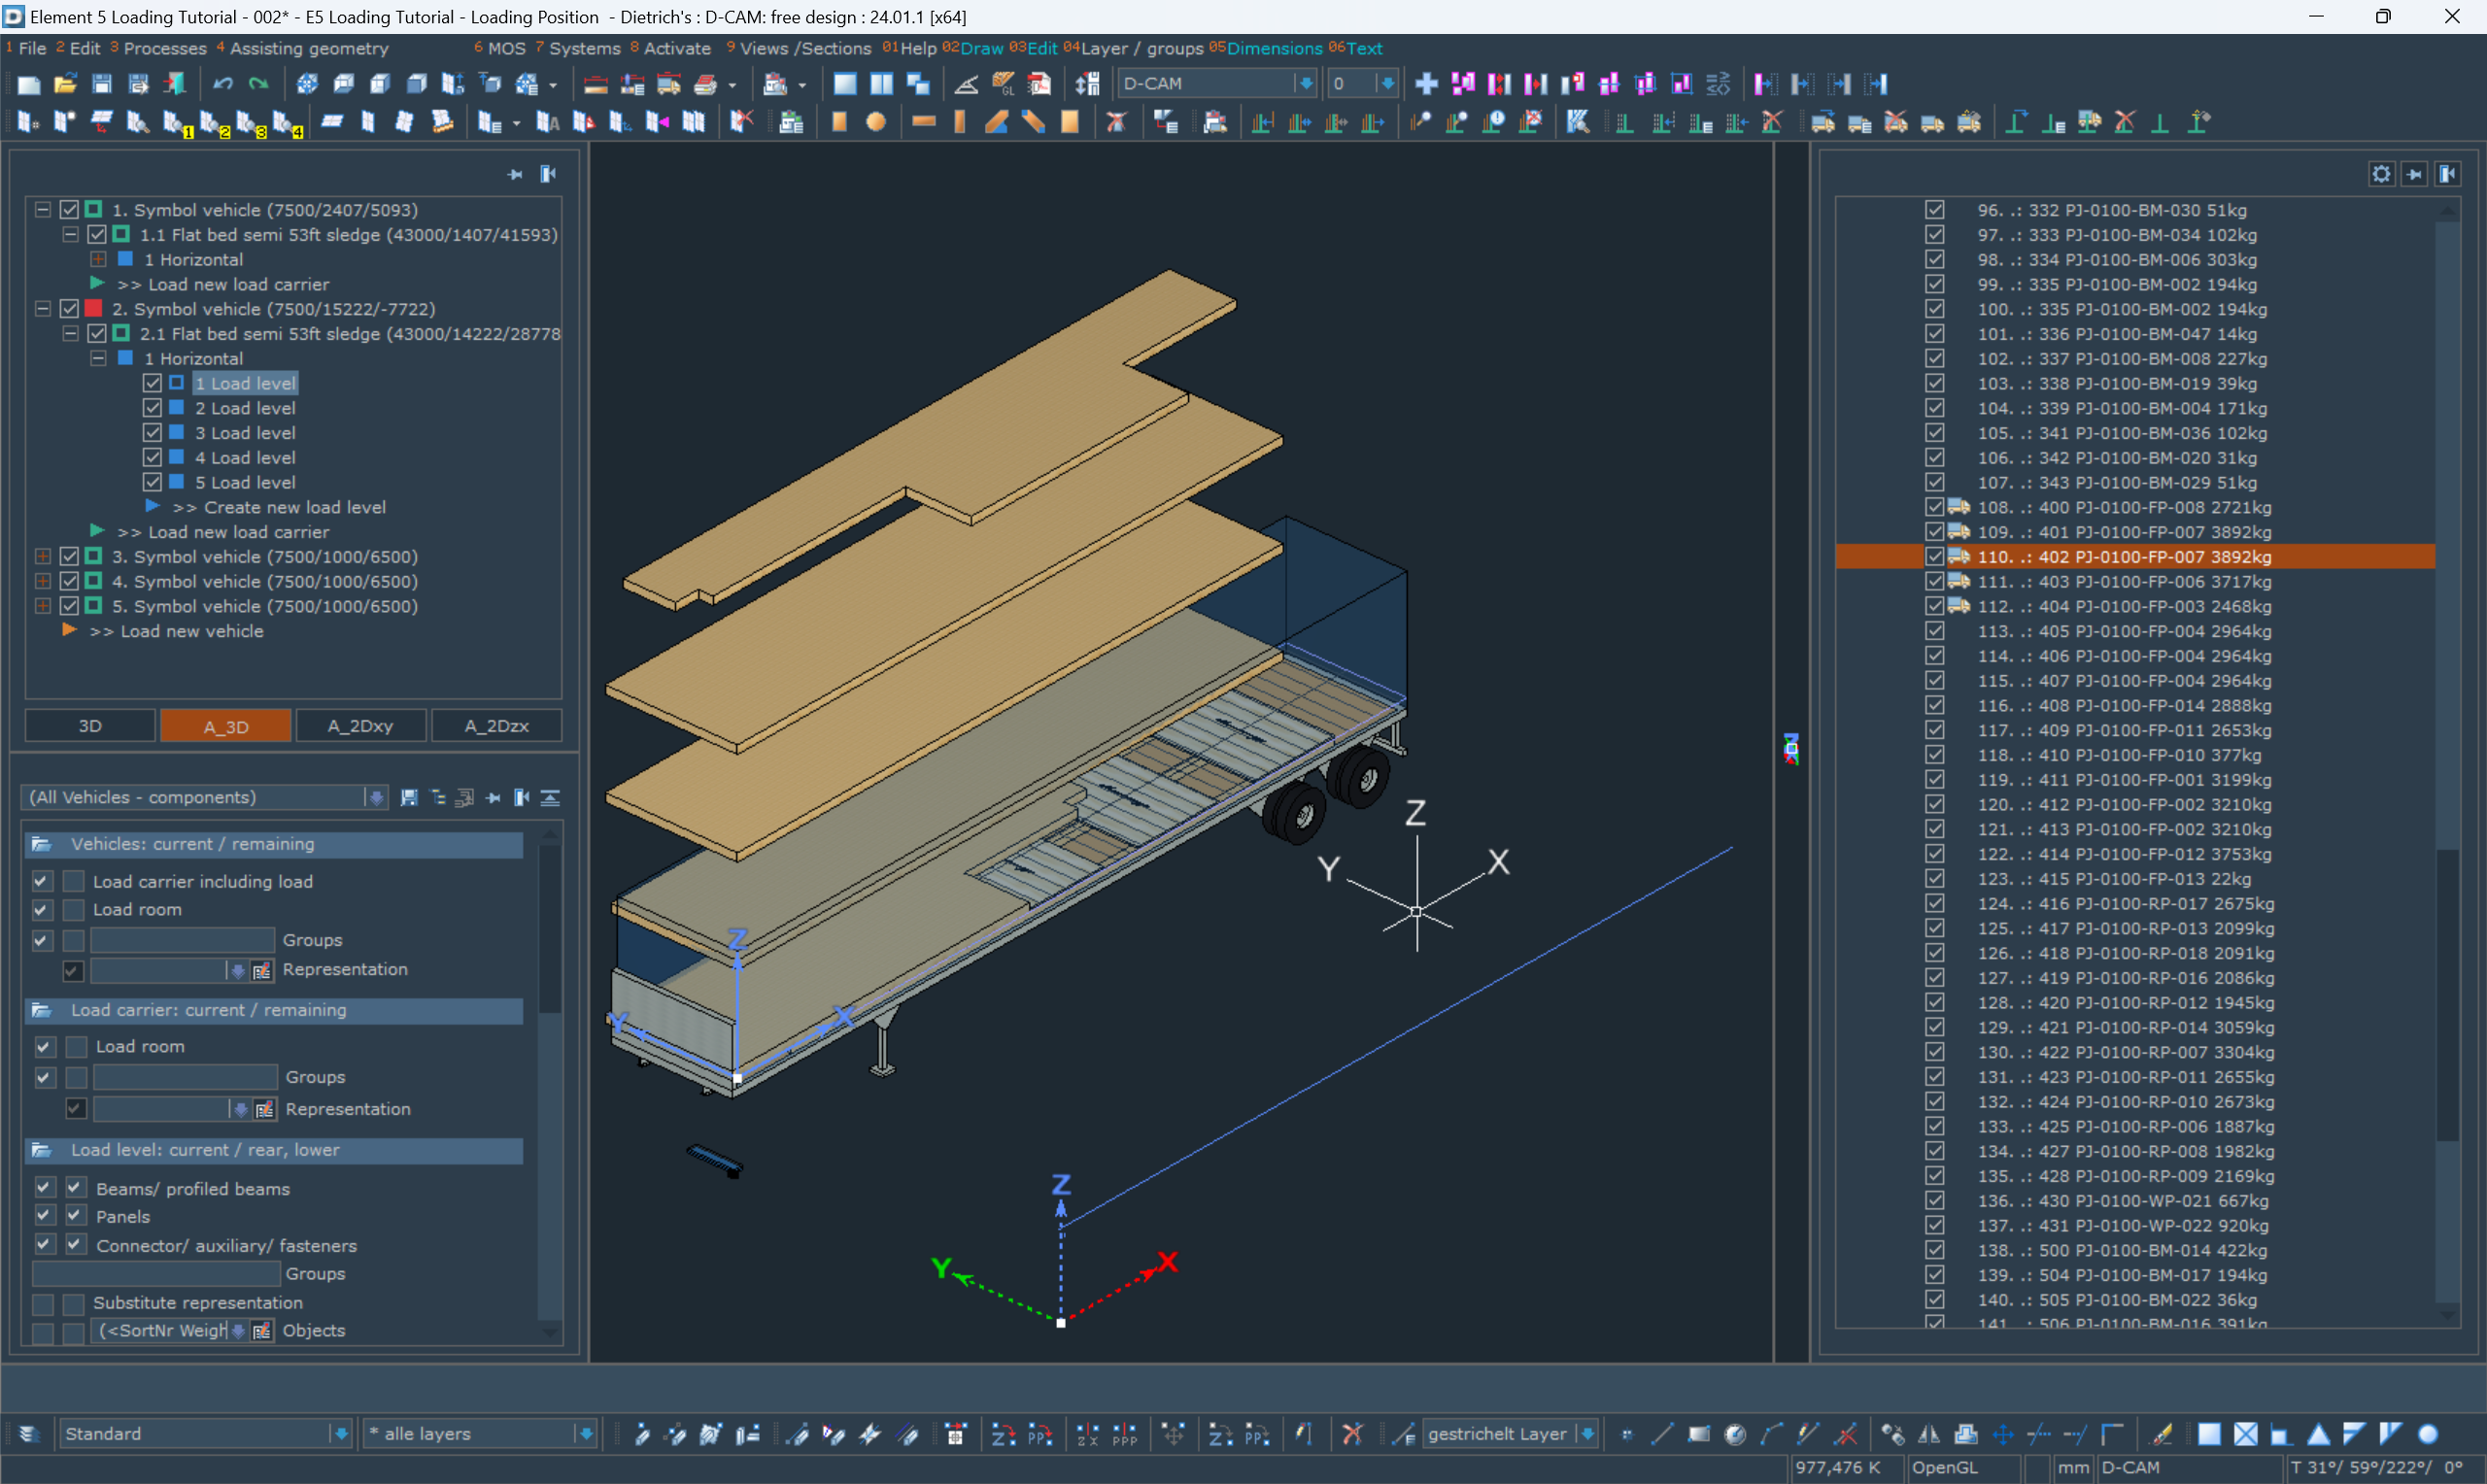 Element 5 Loading Tutorial - 002* - E5 Loading Tutorial - Loading Position - Dietrich's : D-CAM: free design : 24.01.1 [x64]
1 File 2 Edit 3 Processes 4 Assisting geometry 6 MOS 7 Systems 8 Activate 9 Views /Sections 01Help 02Draw 03Edit 04Layer / groups 05Dimensions 06Text
D-CAM 0
1. Symbol vehicle (7500/2407/5093)
1.1 Flat bed semi 53ft sledge (43000/1407/41593)
1 Horizontal
>> Load new load carrier
2. Symbol vehicle (7500/15222/-7722)
2.1 Flat bed semi 53ft sledge (43000/14222/28778
1 Horizontal
1 Load level
2 Load level
3 Load level
4 Load level
5 Load level
>> Create new load level
>> Load new load carrier
3. Symbol vehicle (7500/1000/6500)
4. Symbol vehicle (7500/1000/6500)
5. Symbol vehicle (7500/1000/6500)
>> Load new vehicle
3D A_3D A_2Dxy A_2Dzx
(All Vehicles - components)
Vehicles: current / remaining
Load carrier including load
Load room
Groups
Representation
Load carrier: current / remaining
Load room
Groups
Representation
Load level: current / rear, lower
Beams/ profiled beams
Panels
Connector/ auxiliary/ fasteners
Groups
Substitute representation
(<SortNr Weigh Objects
Z
Y X
Z
Y X
Z
Y X
96. .: 332 PJ-0100-BM-030 51kg
97. .: 333 PJ-0100-BM-034 102kg
98. .: 334 PJ-0100-BM-006 303kg
99. .: 335 PJ-0100-BM-002 194kg
100. .: 335 PJ-0100-BM-002 194kg
101. .: 336 PJ-0100-BM-047 14kg
102. .: 337 PJ-0100-BM-008 227kg
103. .: 338 PJ-0100-BM-019 39kg
104. .: 339 PJ-0100-BM-004 171kg
105. .: 341 PJ-0100-BM-036 102kg
106. .: 342 PJ-0100-BM-020 31kg
107. .: 343 PJ-0100-BM-029 51kg
108. .: 400 PJ-0100-FP-008 2721kg
109. .: 401 PJ-0100-FP-007 3892kg
110. .: 402 PJ-0100-FP-007 3892kg
111. .: 403 PJ-0100-FP-006 3717kg
112. .: 404 PJ-0100-FP-003 2468kg
113. .: 405 PJ-0100-FP-004 2964kg
114. .: 406 PJ-0100-FP-004 2964kg
115. .: 407 PJ-0100-FP-004 2964kg
116. .: 408 PJ-0100-FP-014 2888kg
117. .: 409 PJ-0100-FP-011 2653kg
118. .: 410 PJ-0100-FP-010 377kg
119. .: 411 PJ-0100-FP-001 3199kg
120. .: 412 PJ-0100-FP-002 3210kg
121. .: 413 PJ-0100-FP-002 3210kg
122. .: 414 PJ-0100-FP-012 3753kg
123. .: 415 PJ-0100-FP-013 22kg
124. .: 416 PJ-0100-RP-017 2675kg
125. .: 417 PJ-0100-RP-013 2099kg
126. .: 418 PJ-0100-RP-018 2091kg
127. .: 419 PJ-0100-RP-016 2086kg
128. .: 420 PJ-0100-RP-012 1945kg
129. .: 421 PJ-0100-RP-014 3059kg
130. .: 422 PJ-0100-RP-007 3304kg
131. .: 423 PJ-0100-RP-011 2655kg
132. .: 424 PJ-0100-RP-010 2673kg
133. .: 425 PJ-0100-RP-006 1887kg
134. .: 427 PJ-0100-RP-008 1982kg
135. .: 428 PJ-0100-RP-009 2169kg
136. .: 430 PJ-0100-WP-021 667kg
137. .: 431 PJ-0100-WP-022 920kg
138. .: 500 PJ-0100-BM-014 422kg
139. .: 504 PJ-0100-BM-017 194kg
140. .: 505 PJ-0100-BM-022 36kg
141. .: 506 PJ-0100-BM-016 391kg
Standard * alle layers gestrichelt Layer
977,476 K OpenGL mm D-CAM T 31°/ 59°/222°/ 0°